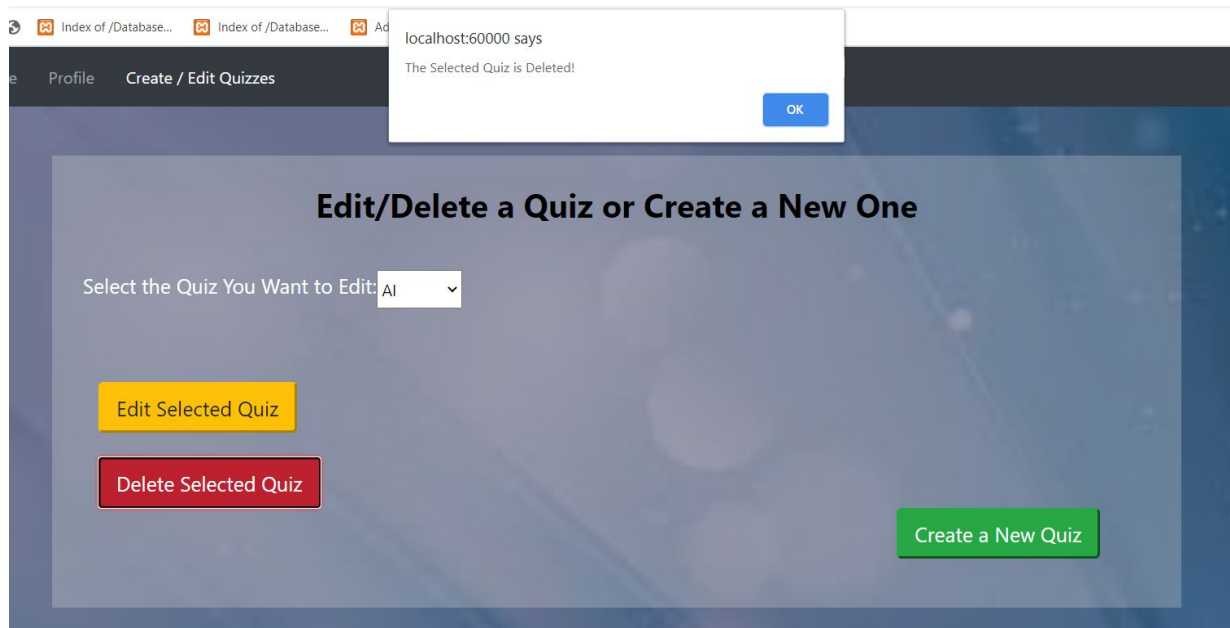 Index of /Database... Index of /Database... Ad
localhost:60000 says
The Selected Quiz is Deleted!
OK
e Profile Create / Edit Quizzes
Edit/Delete a Quiz or Create a New One
Select the Quiz You Want to Edit: AI
Edit Selected Quiz
Delete Selected Quiz
Create a New Quiz